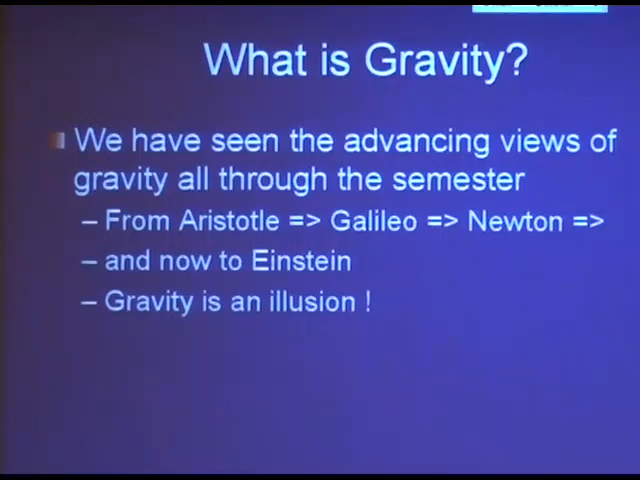 What is Gravity?
We have seen the advancing views of
gravity all through the semester
– From Aristotle => Galileo => Newton =>
– and now to Einstein
– Gravity is an illusion !